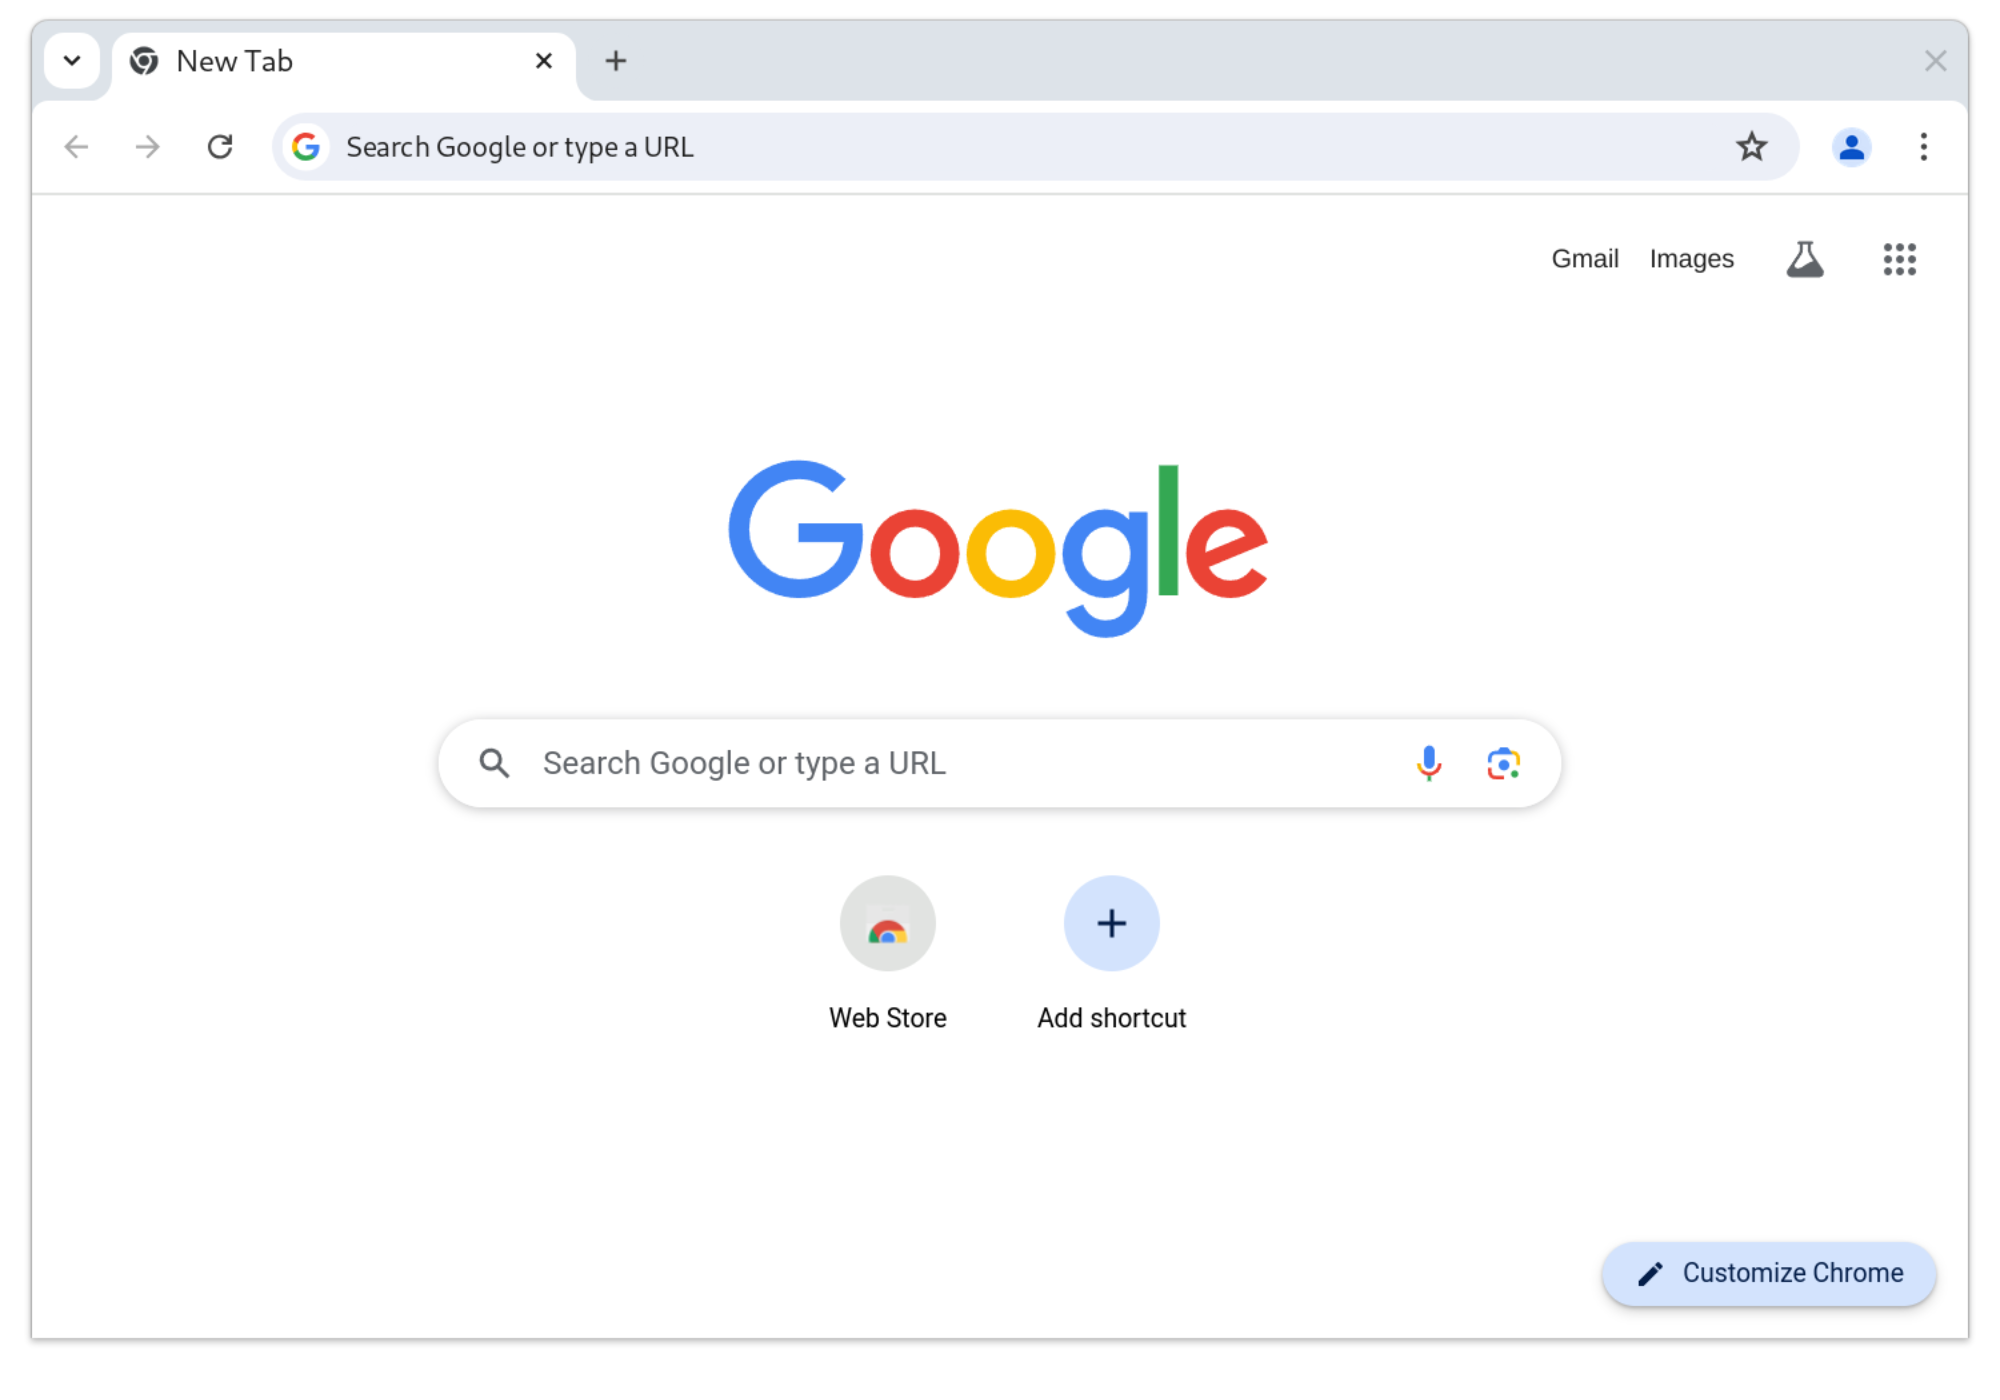 New Tab
Search Google or type a URL
Gmail Images
Google
Search Google or type a URL
Web Store Add shortcut
Customize Chrome